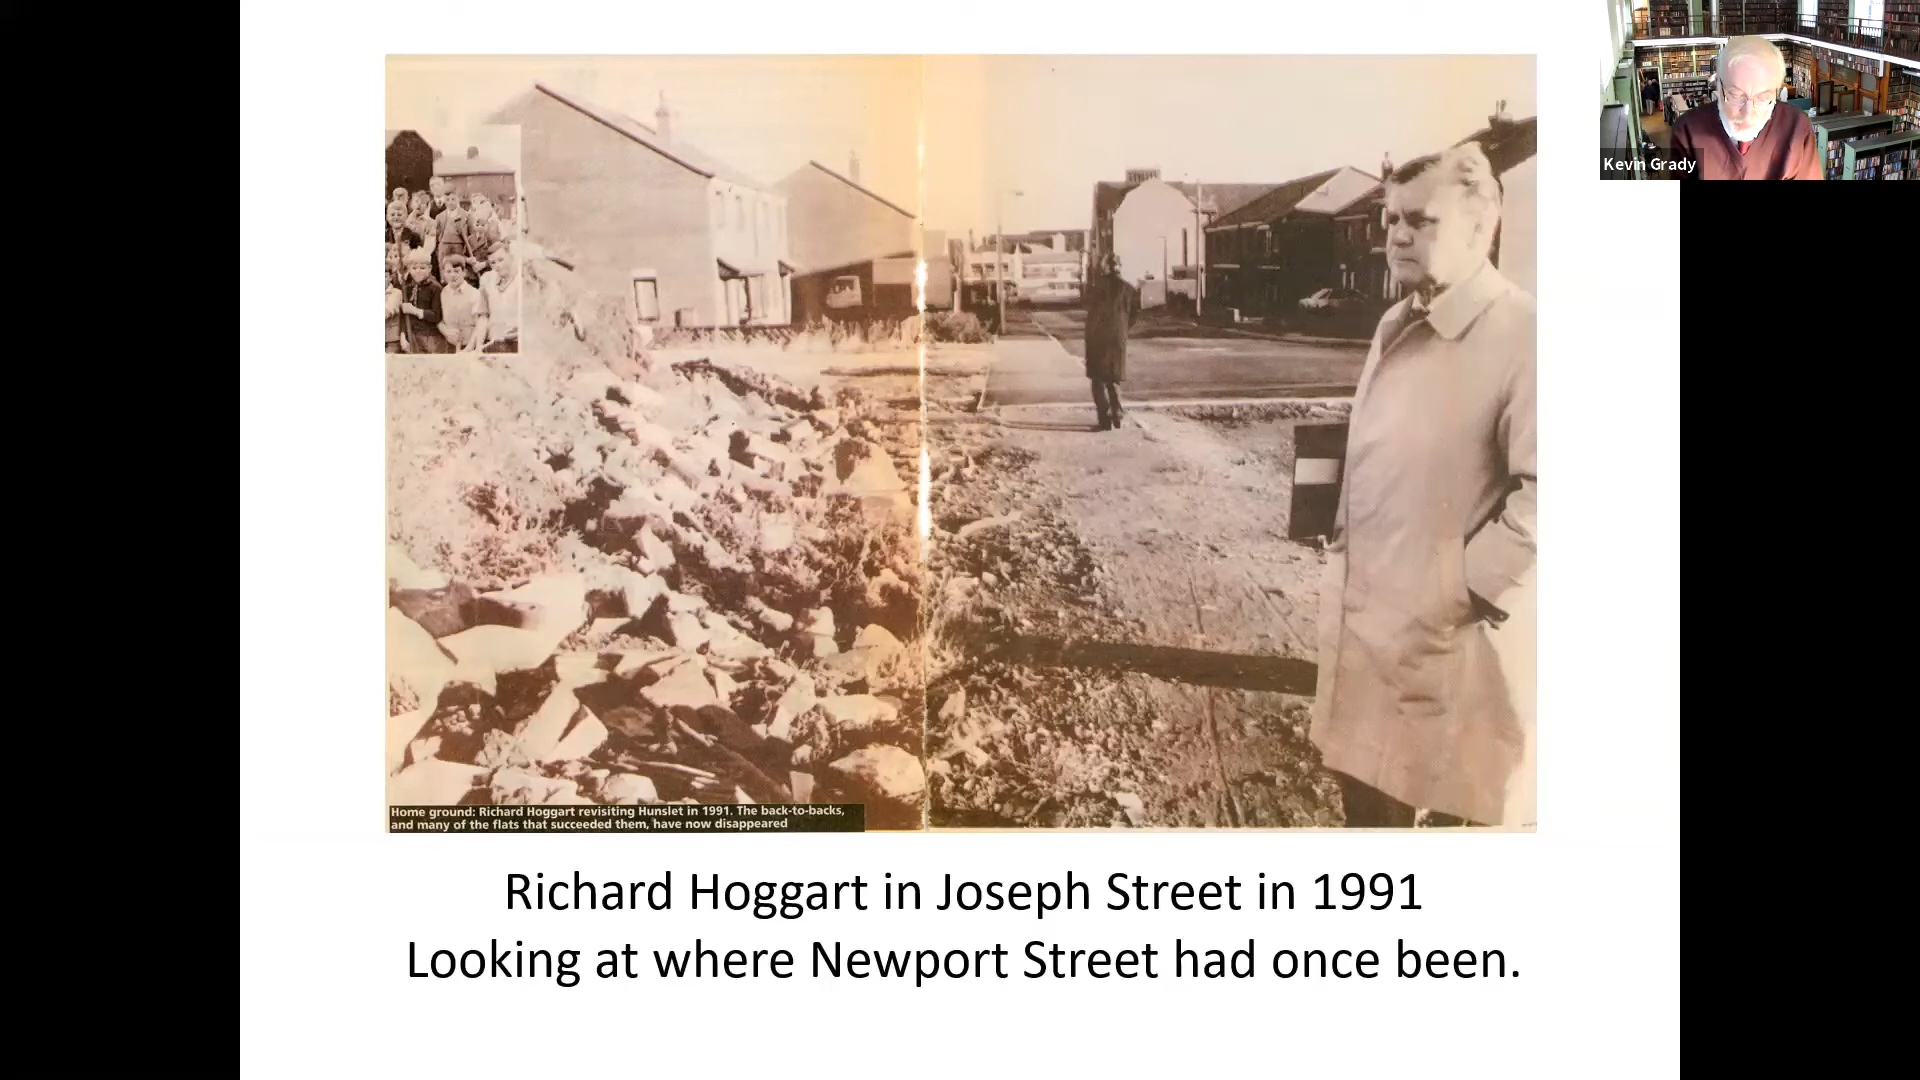 Kevin Grady
Home ground: Richard Hoggart revisiting Hunslet in 1991. The back-to-backs,
and many of the flats that succeeded them, have now disappeared
Richard Hoggart in Joseph Street in 1991
Looking at where Newport Street had once been.